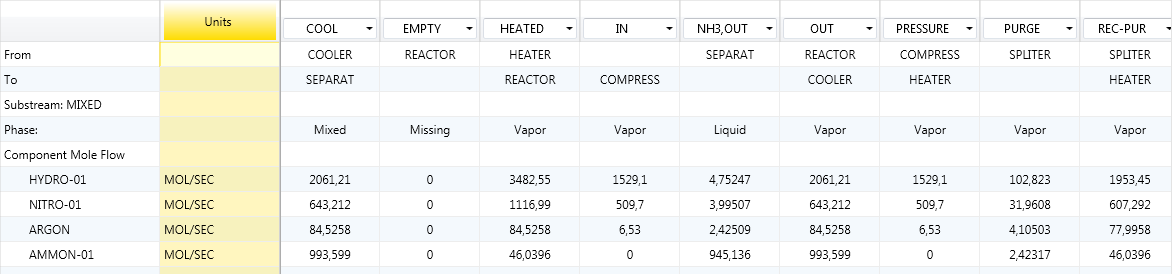 Units COOL EMPTY HEATED IN NH3,OUT OUT PRESSURE PURGE REC-PUR
From COOLER REACTOR HEATER SEPARAT REACTOR COMPRESS SPLITER SPLITER
To SEPARAT REACTOR COMPRESS COOLER HEATER HEATER
Substream: MIXED
Phase: Mixed Missing Vapor Vapor Liquid Vapor Vapor Vapor Vapor
Component Mole Flow
HYDRO-01 MOL/SEC 2061,21 0 3482,55 1529,1 4,75247 2061,21 1529,1 102,823 1953,45
NITRO-01 MOL/SEC 643,212 0 1116,99 509,7 3,99507 643,212 509,7 31,9608 607,292
ARGON MOL/SEC 84,5258 0 84,5258 6,53 2,42509 84,5258 6,53 4,10503 77,9958
AMMON-01 MOL/SEC 993,599 0 46,0396 0 945,136 993,599 0 2,42317 46,0396